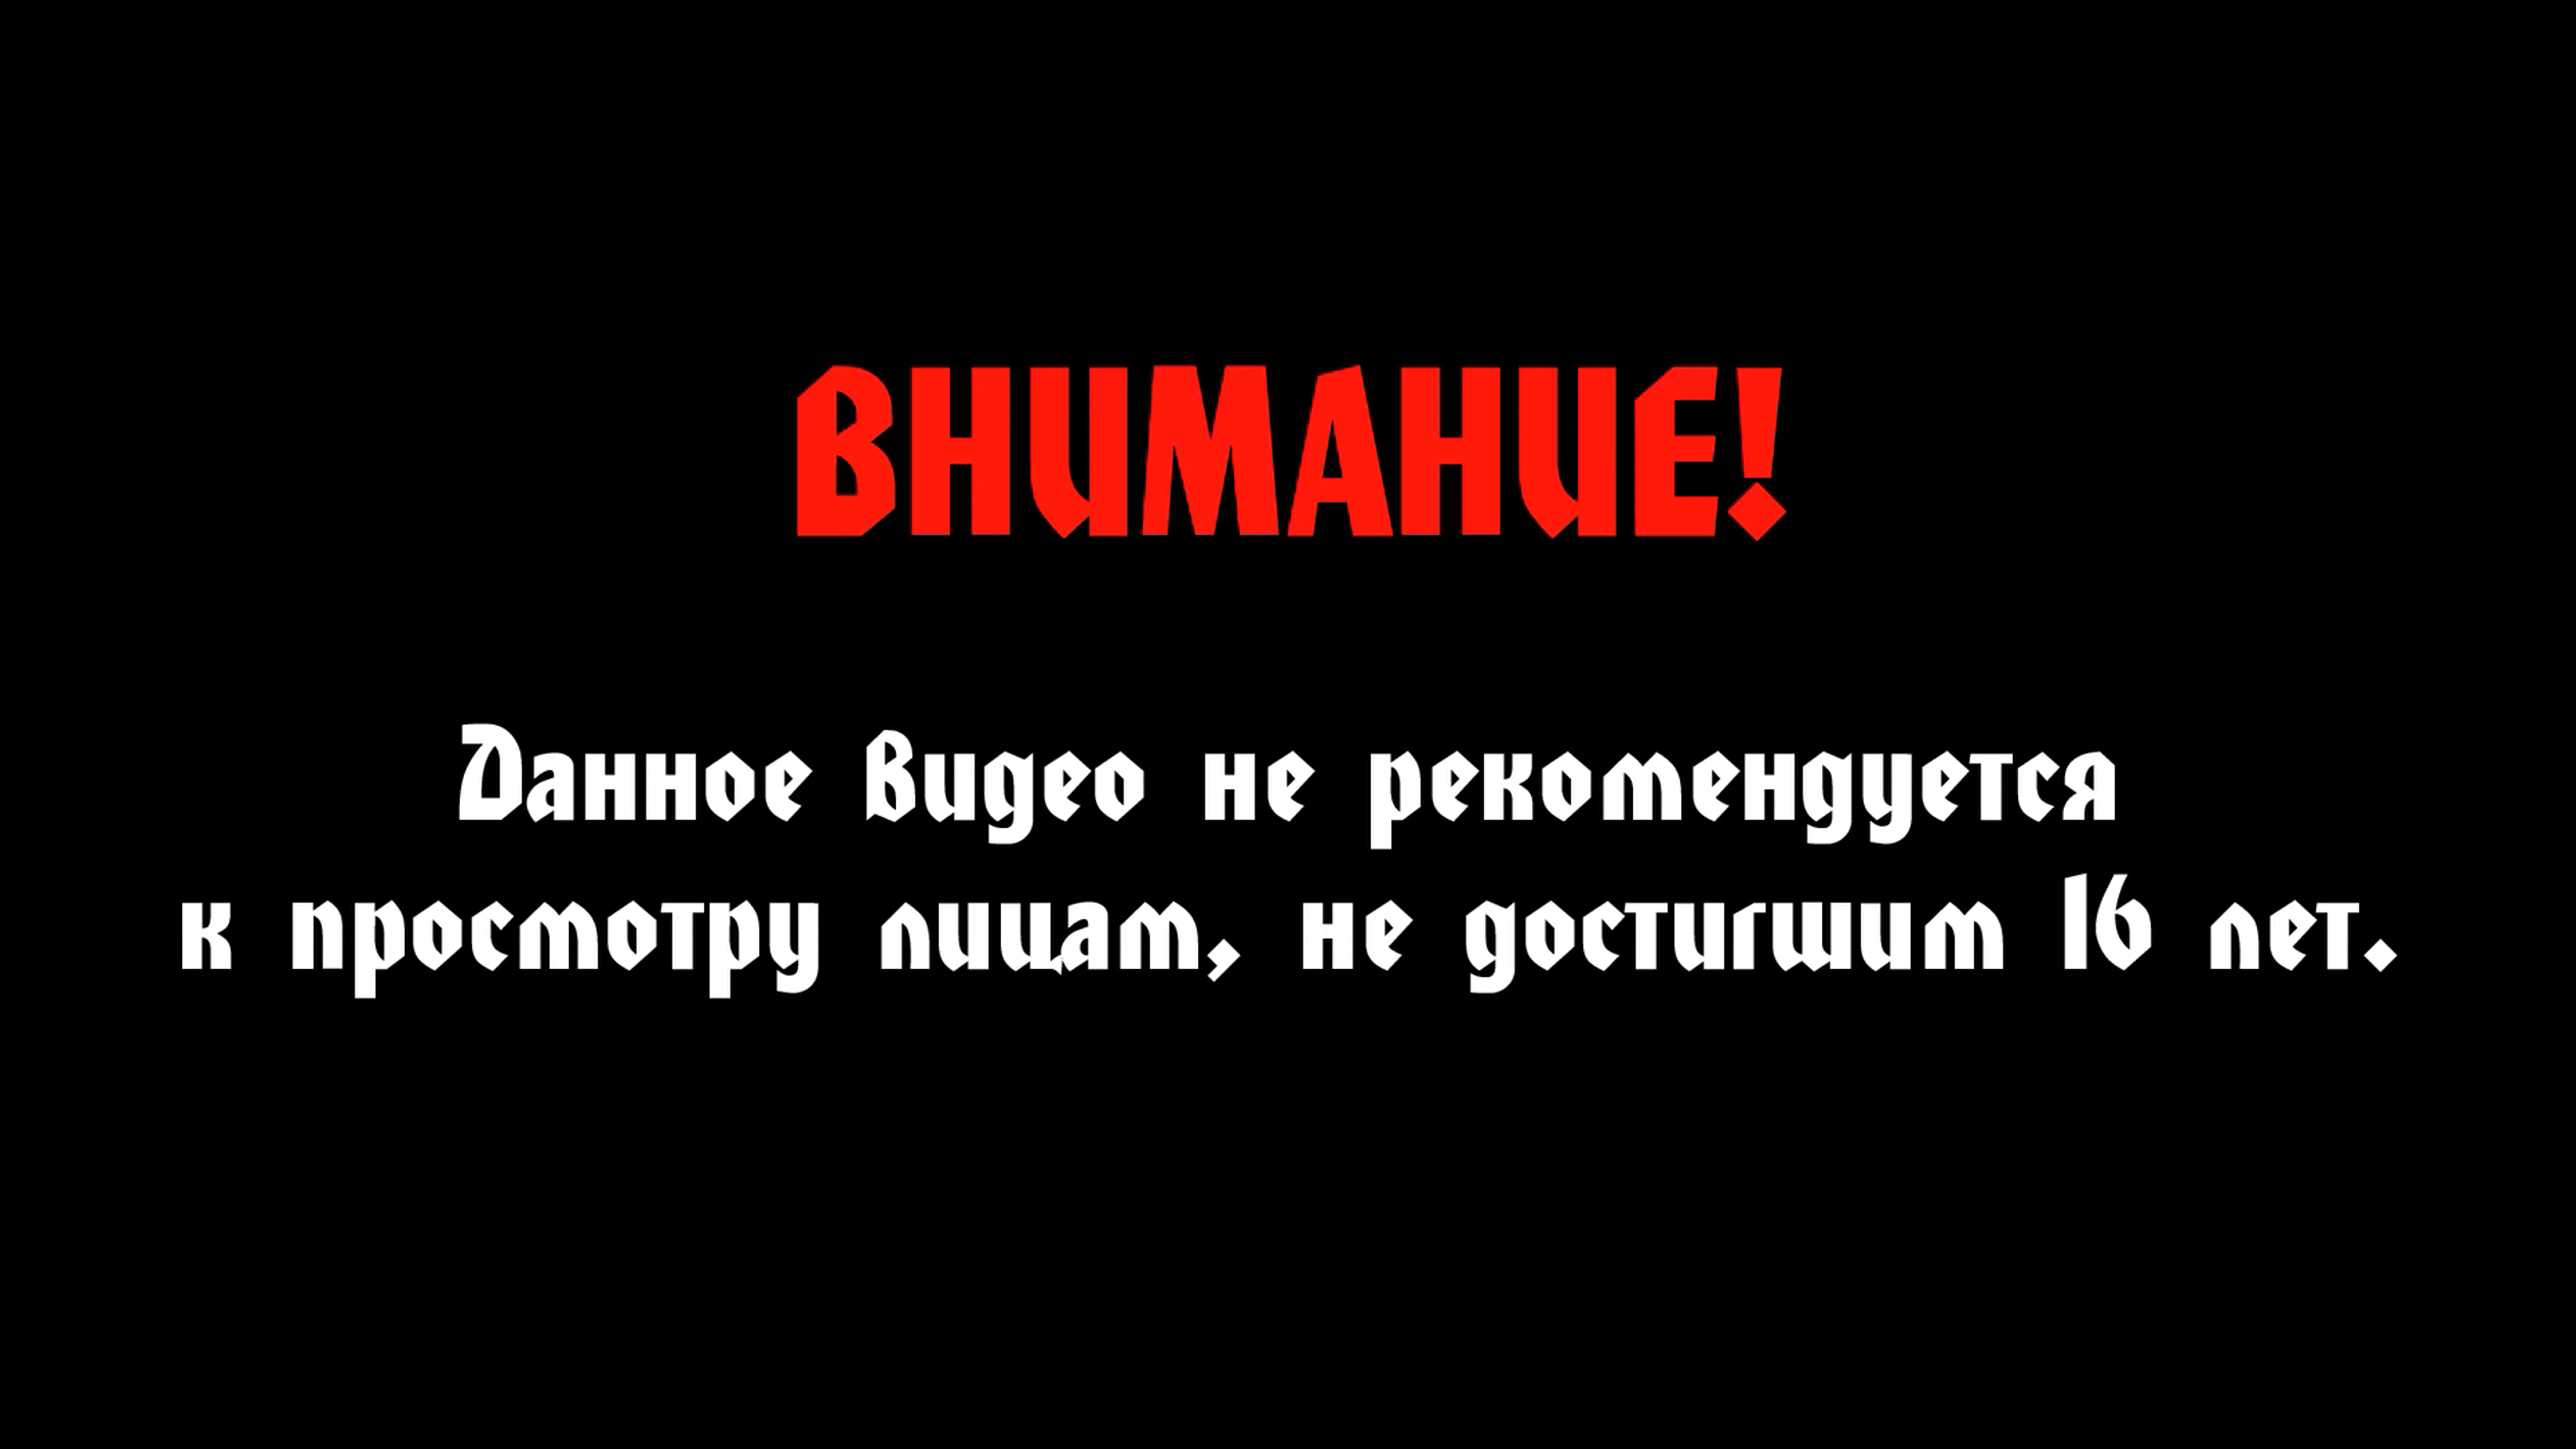 ВНИМАНИЕ!
Данное видео не рекомендуется
к просмотру лицам, не достигшим 16 лет.